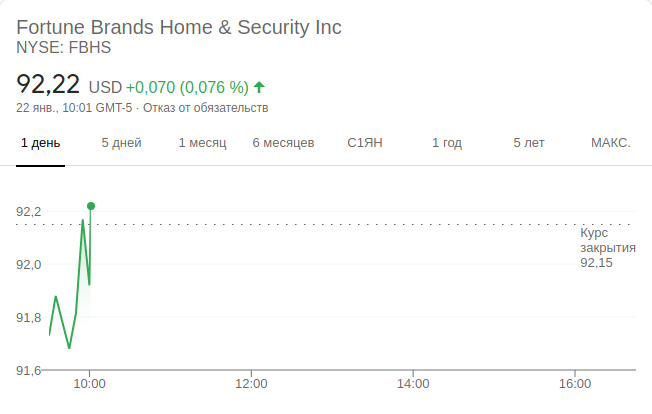 Fortune Brands Home & Security Inc
NYSE: FBHS
92,22 USD +0,070 (0,076 %)
22 янв., 10:01 GMT-5 · Отказ от обязательств
1 день 5 дней 1 месяц 6 месяцев С1ЯН 1 год 5 лет МАКС.
92,2
Курс
закрытия
92,15
92,0
91,8
91,6
10:00 12:00 14:00 16:00